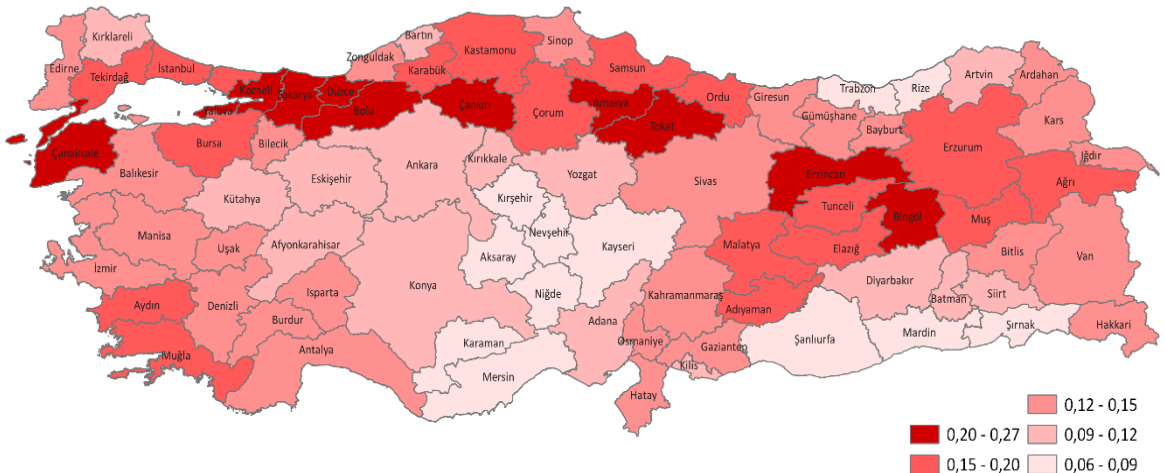 Kırklareli
Edirne
Tekirdağ
İstanbul
Kocaeli
Sakarya
Düzce
Zonguldak
Bartın
Karabük
Kastamonu
Sinop
Samsun
Yalova
Bolu
Çankırı
Çorum
Amasya
Tokat
Ordu
Giresun
Trabzon
Rize
Artvin
Ardahan
Gümüşhane
Bayburt
Kars
Erzurum
Iğdır
Ağrı
Çanakkale
Balıkesir
Bursa
Bilecik
Kütahya
Eskişehir
Ankara
Kırıkkale
Kırşehir
Yozgat
Sivas
Erzincan
Tunceli
Bingöl
Muş
Bitlis
Van
Manisa
Uşak
Afyonkarahisar
Aksaray
Nevşehir
Kayseri
Malatya
Elazığ
İzmir
Aydın
Denizli
Isparta
Burdur
Konya
Niğde
Kahramanmaraş
Adıyaman
Diyarbakır
Batman
Siirt
Hakkari
Muğla
Antalya
Karaman
Mersin
Adana
Osmaniye
Gaziantep
Kilis
Hatay
Şanlıurfa
Mardin
Şırnak
0,12 - 0,15
0,20 - 0,27
0,09 - 0,12
0,15 - 0,20
0,06 - 0,09